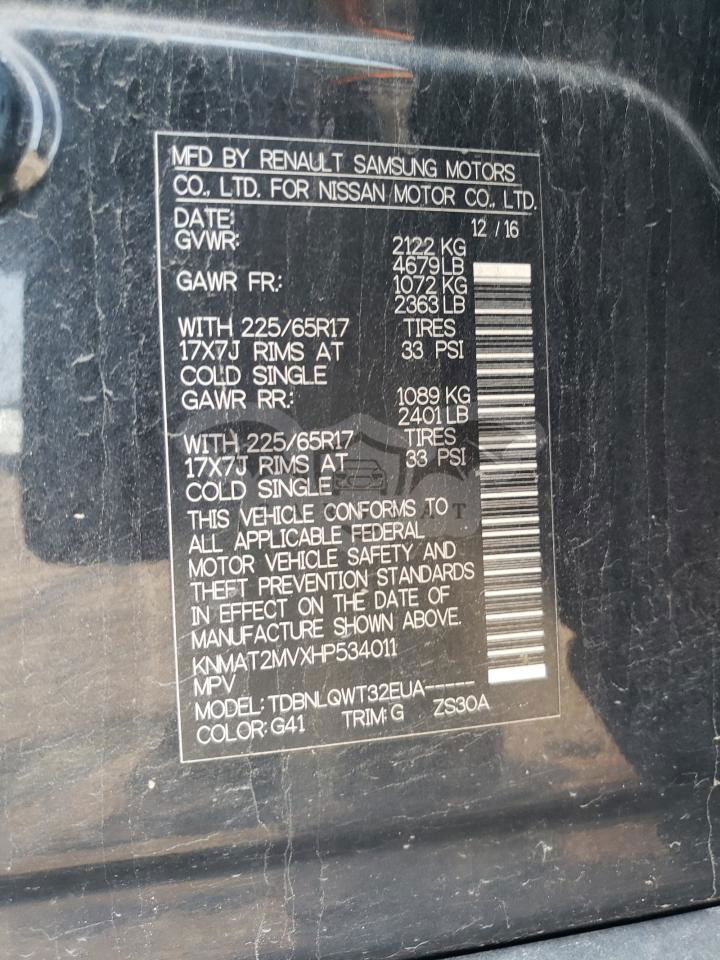 MFD BY RENAULT SAMSUNG MOTORS
CO., LTD. FOR NISSAN MOTOR CO., LTD.
DATE: 12 / 16
GVWR: 2122 KG
4679 LB
GAWR FR.: 1072 KG
2363 LB
WITH 225/65R17 TIRES
17X7J RIMS AT 33 PSI
COLD SINGLE
GAWR RR.: 1089 KG
2401 LB
WITH 225/65R17 TIRES
17X7J RIMS AT 33 PSI
COLD SINGLE
THIS VEHICLE CONFORMS TO
ALL APPLICABLE FEDERAL
MOTOR VEHICLE SAFETY AND
THEFT PREVENTION STANDARDS
IN EFFECT ON THE DATE OF
MANUFACTURE SHOWN ABOVE.
KNMAT2MVXHP534011
MPV
MODEL: TDBNLQWT32EUA-----
COLOR: G41 TRIM: G ZS30A